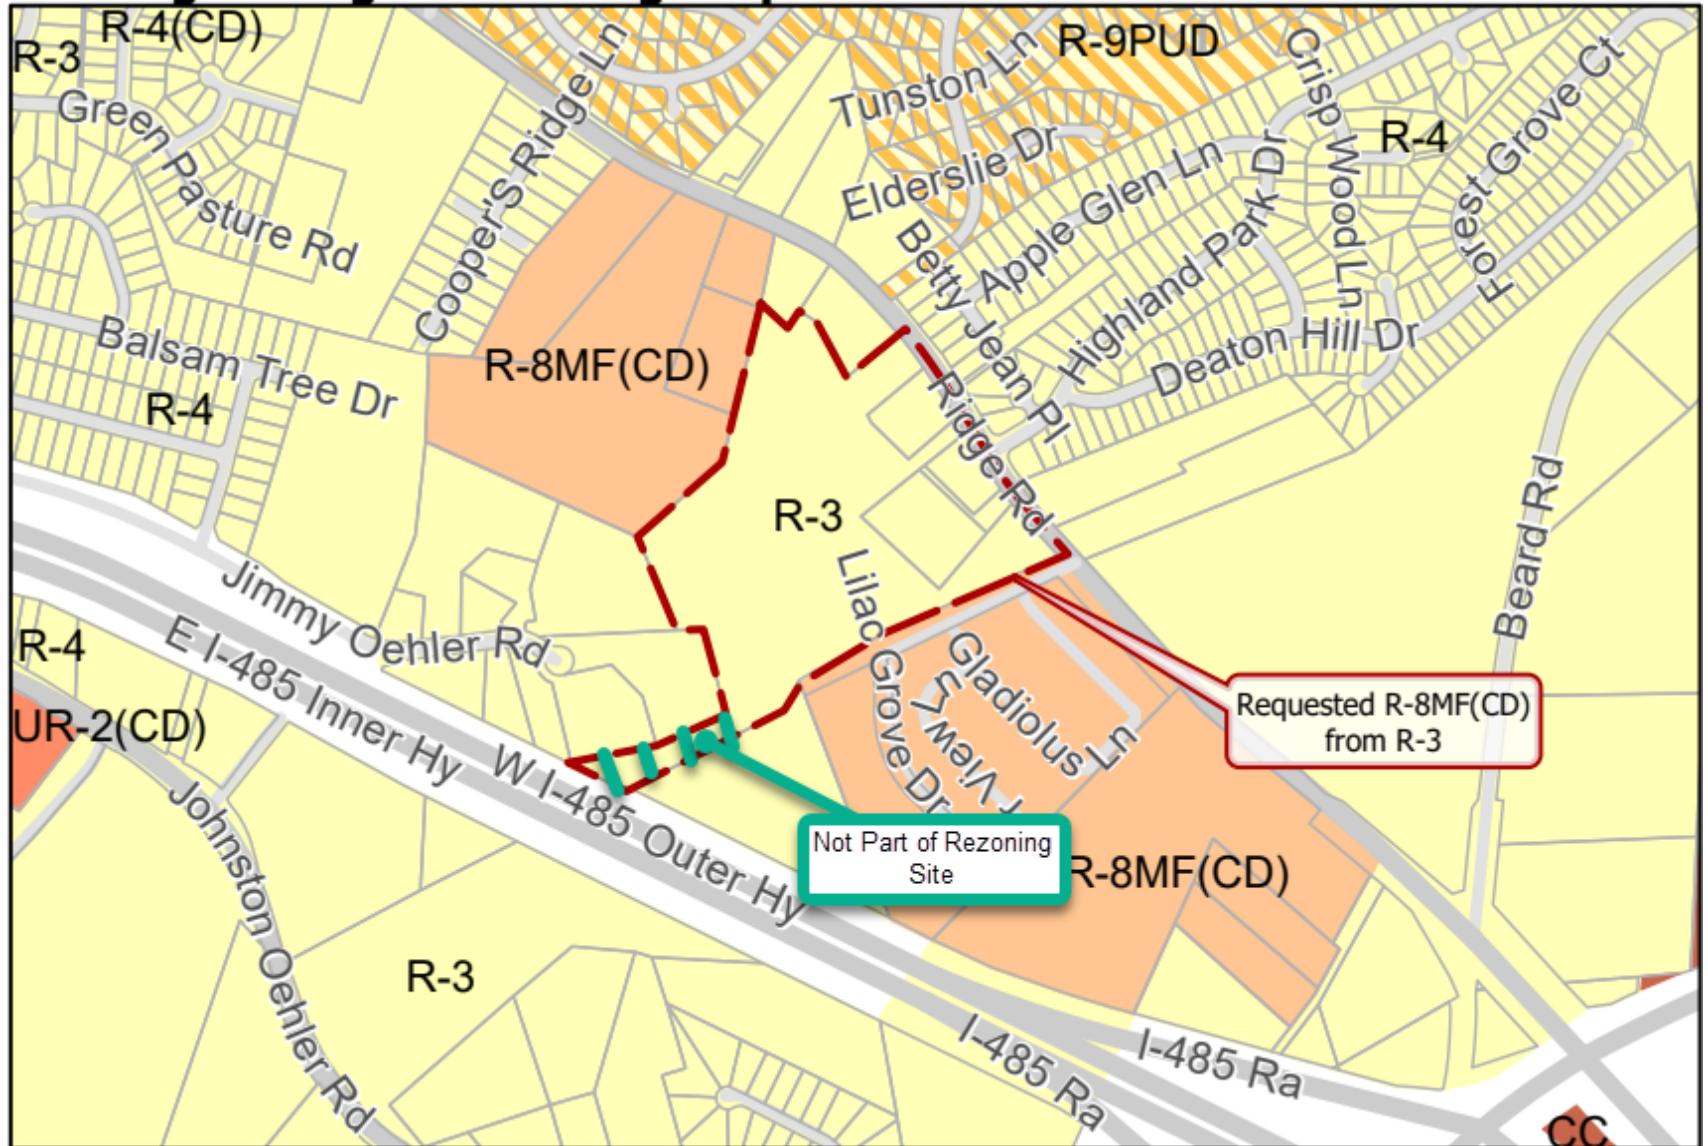 R-4(CD)
R-3
Green Pasture Rd
Cooper'S Ridge Ln
R-9PUD
Tunston Ln
Elderslie Dr
Crisp Wood Ln
R-4
Forest Grove Ct
Apple Glen Ln
Betty Jean Pl
Highland Park Dr
Deaton Hill Dr
Balsam Tree Dr
R-4
R-8MF(CD)
Ridge Rd
R-3
Beard Rd
Jimmy Oehler Rd
Lilac Grove Dr
Gladiolus Ln
View Ln
R-4
E I-485 Inner Hy
UR-2(CD)
W I-485 Outer Hy
Requested R-8MF(CD)
from R-3
Not Part of Rezoning
Site
R-8MF(CD)
Johnston Oehler Rd
R-3
I-485 Ra
I-485 Ra
CC